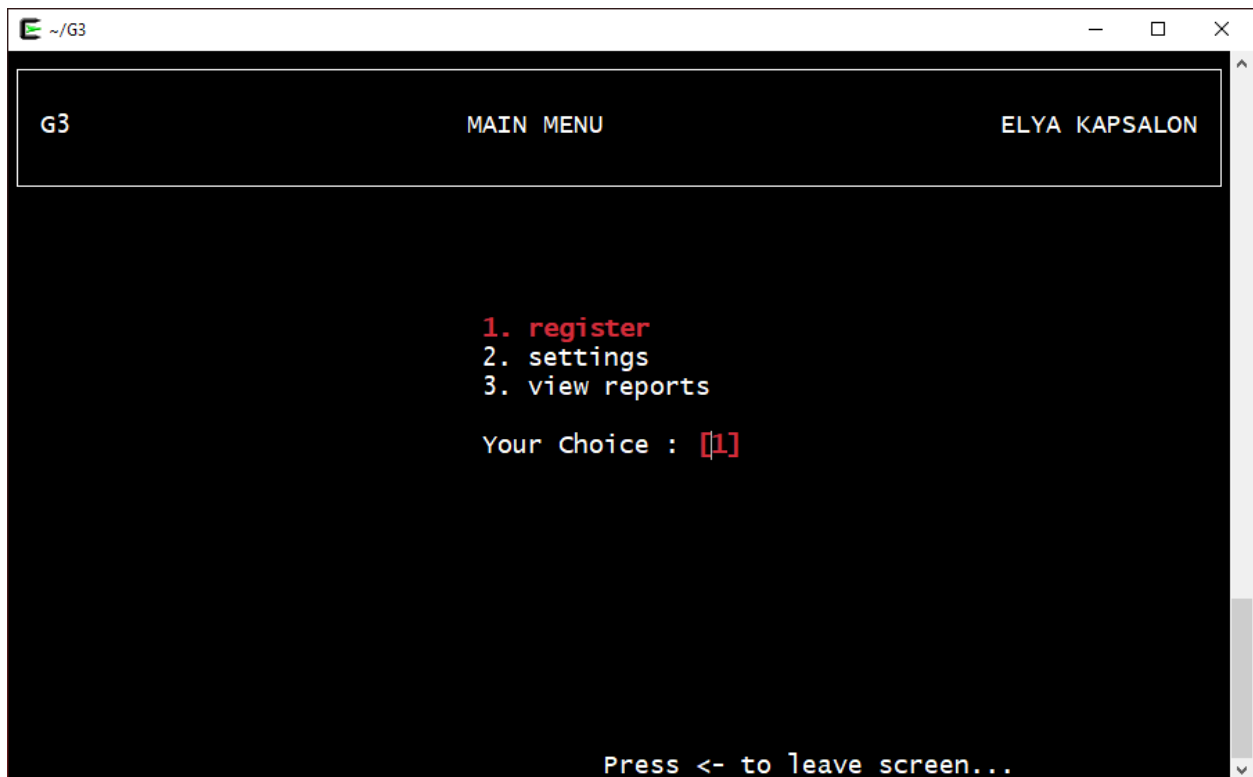 ~/G3
G3 MAIN MENU ELYA KAPSALON
1. register
2. settings
3. view reports
Your Choice : [1]
Press <- to leave screen...